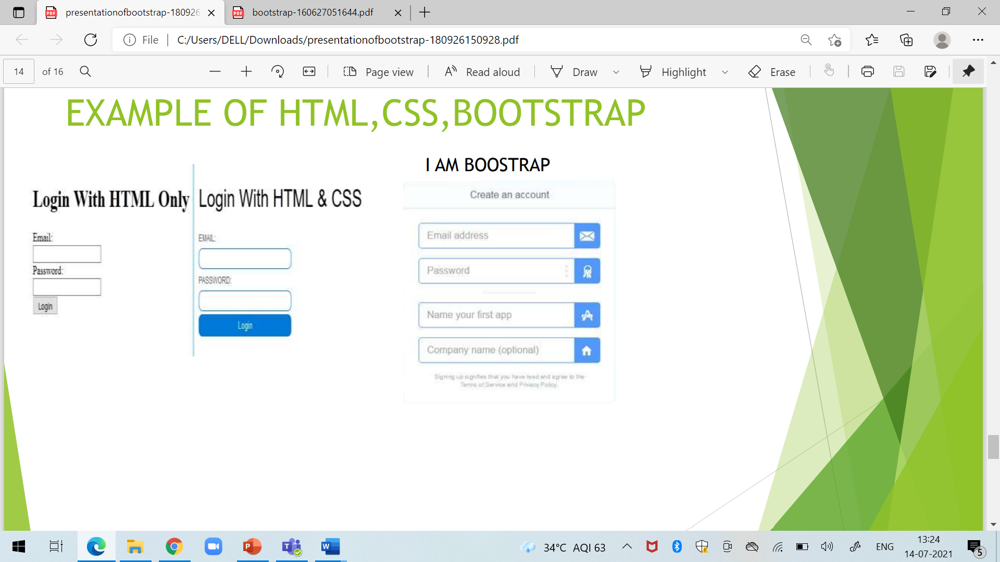 presentationofbootstrap-180926
bootstrap-160627051644.pdf
File
C:/Users/DELL/Downloads/presentationofbootstrap-180926150928.pdf
14 of 16
Page view
Read aloud
Draw
Highlight
Erase
EXAMPLE OF HTML,CSS,BOOTSTRAP
Login With HTML Only
Email:
Password:
Login
Login With HTML & CSS
EMAIL:
PASSWORD:
Login
I AM BOOSTRAP
Create an account
Email address
Password
Name your first app
Company name (optional)
Signing up signifies that you have read and agree to the
Terms of Service and Privacy Policy.
34°C AQI 63
ENG
13:24
14-07-2021
5